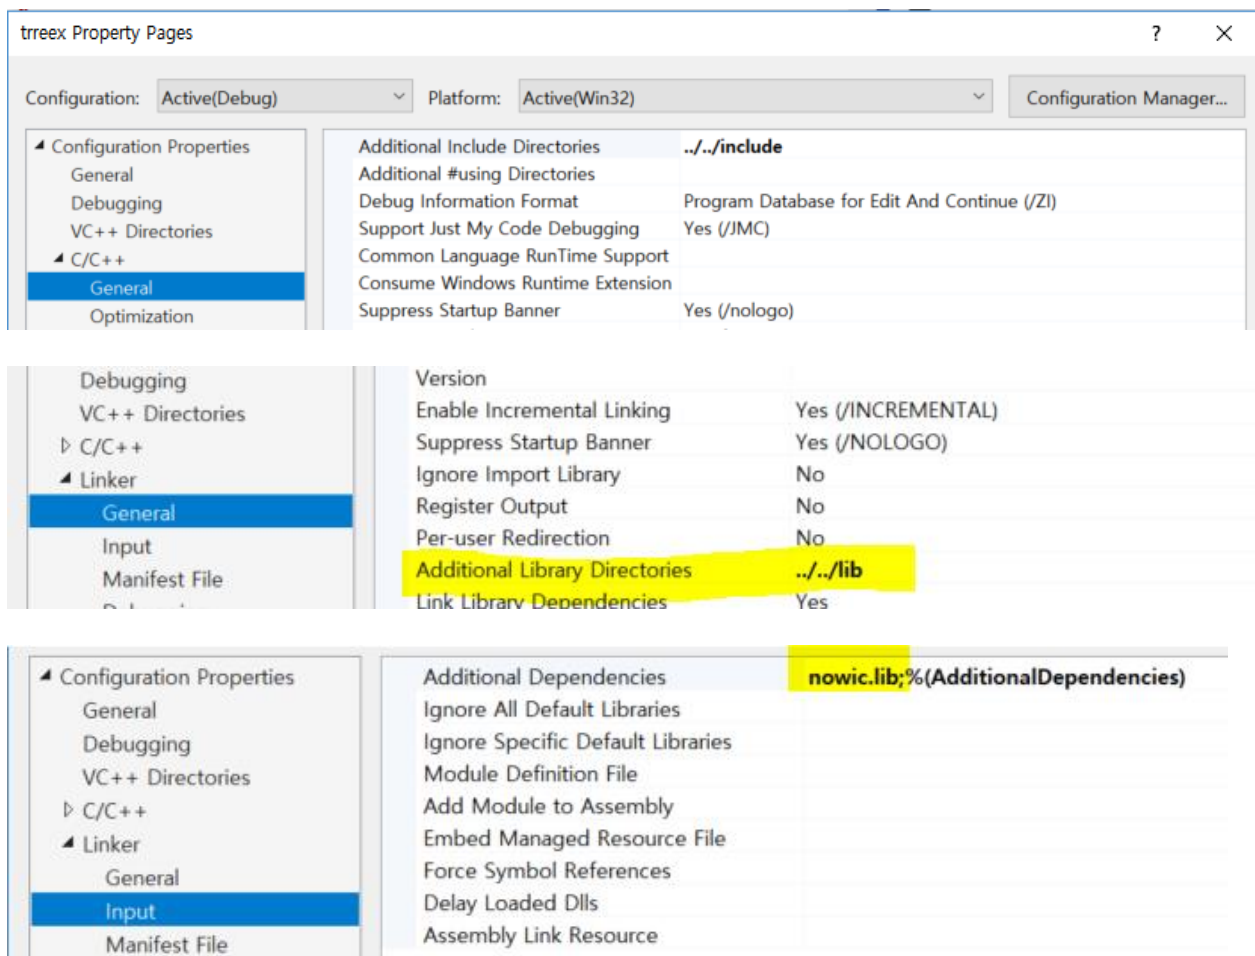 trreex Property Pages ? ×
Configuration: Active(Debug) Platform: Active(Win32) Configuration Manager...
Configuration Properties Additional Include Directories ../../include
General Additional #using Directories
Debugging Debug Information Format Program Database for Edit And Continue (/ZI)
VC++ Directories Support Just My Code Debugging Yes (/JMC)
C/C++ Common Language RunTime Support
General Consume Windows Runtime Extension
Optimization Suppress Startup Banner Yes (/nologo)
Debugging Version
VC++ Directories Enable Incremental Linking Yes (/INCREMENTAL)
C/C++ Suppress Startup Banner Yes (/NOLOGO)
Linker Ignore Import Library No
General Register Output No
Input Per-user Redirection No
Manifest File Additional Library Directories ../../lib
Link Library Dependencies Yes
Configuration Properties Additional Dependencies nowic.lib;%(AdditionalDependencies)
General Ignore All Default Libraries
Debugging Ignore Specific Default Libraries
VC++ Directories Module Definition File
C/C++ Add Module to Assembly
Linker Embed Managed Resource File
General Force Symbol References
Input Delay Loaded Dlls
Manifest File Assembly Link Resource